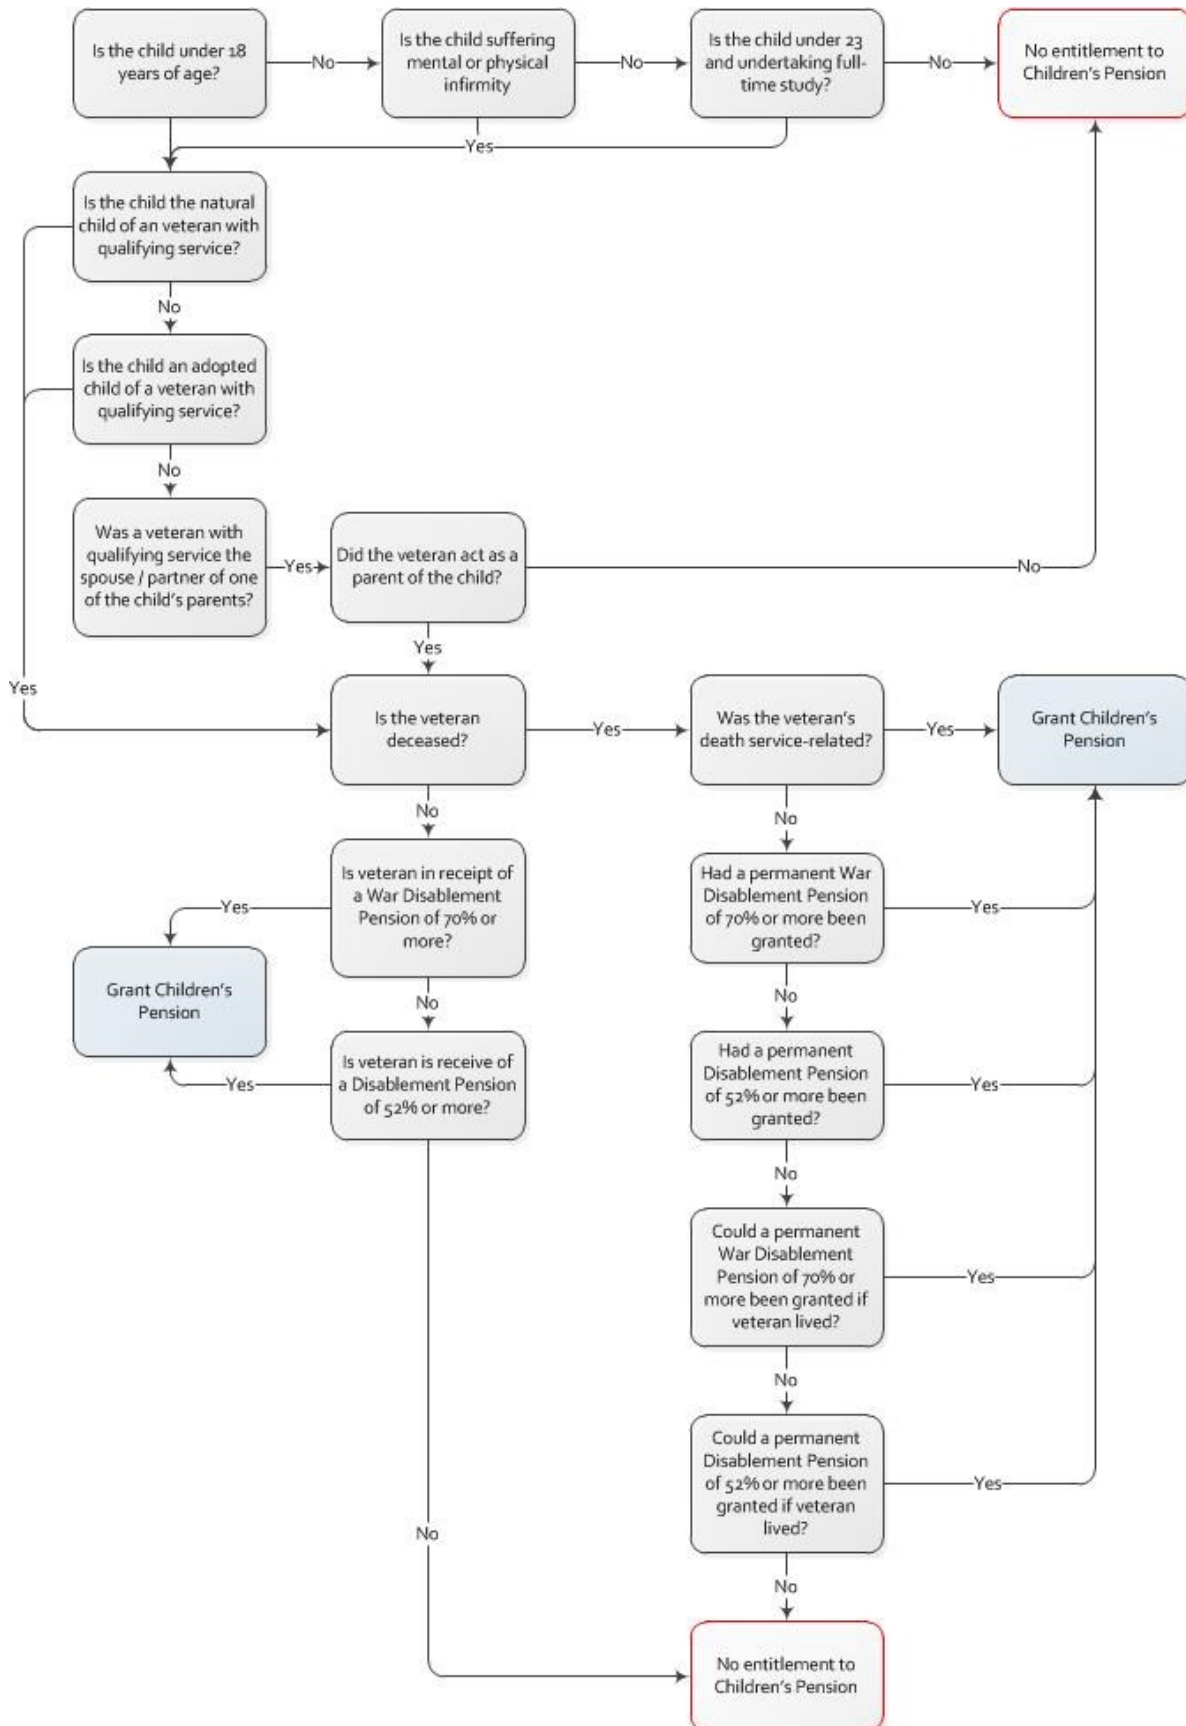 Is the child under 18
years of age?
No
Is the child suffering
mental or physical
infirmity
No
Is the child under 23
and undertaking full-
time study?
No
No entitlement to
Children's Pension
Yes
Is the child the natural
child of an veteran with
qualifying service?
No
Is the child an adopted
child of a veteran with
qualifying service?
No
Was a veteran with
qualifying service the
spouse / partner of one
of the child's parents?
Yes
Did the veteran act as a
parent of the child?
No
Yes
Yes
Is the veteran
deceased?
Yes
Was the veteran's
death service-related?
Yes
Grant Children's
Pension
No
No
Is veteran in receipt of
a War Disablement
Pension of 70% or
more?
Yes
Had a permanent War
Disablement Pension
of 70% or more been
granted?
Yes
Grant Children's
Pension
No
No
Is veteran is receive of
a Disablement Pension
of 52% or more?
Yes
Had a permanent
Disablement Pension
of 52% or more been
granted?
Yes
No
Could a permanent
War Disablement
Pension of 70% or
more been granted if
veteran lived?
Yes
No
Could a permanent
Disablement Pension
of 52% or more been
granted if veteran
lived?
Yes
No
No
No entitlement to
Children's Pension